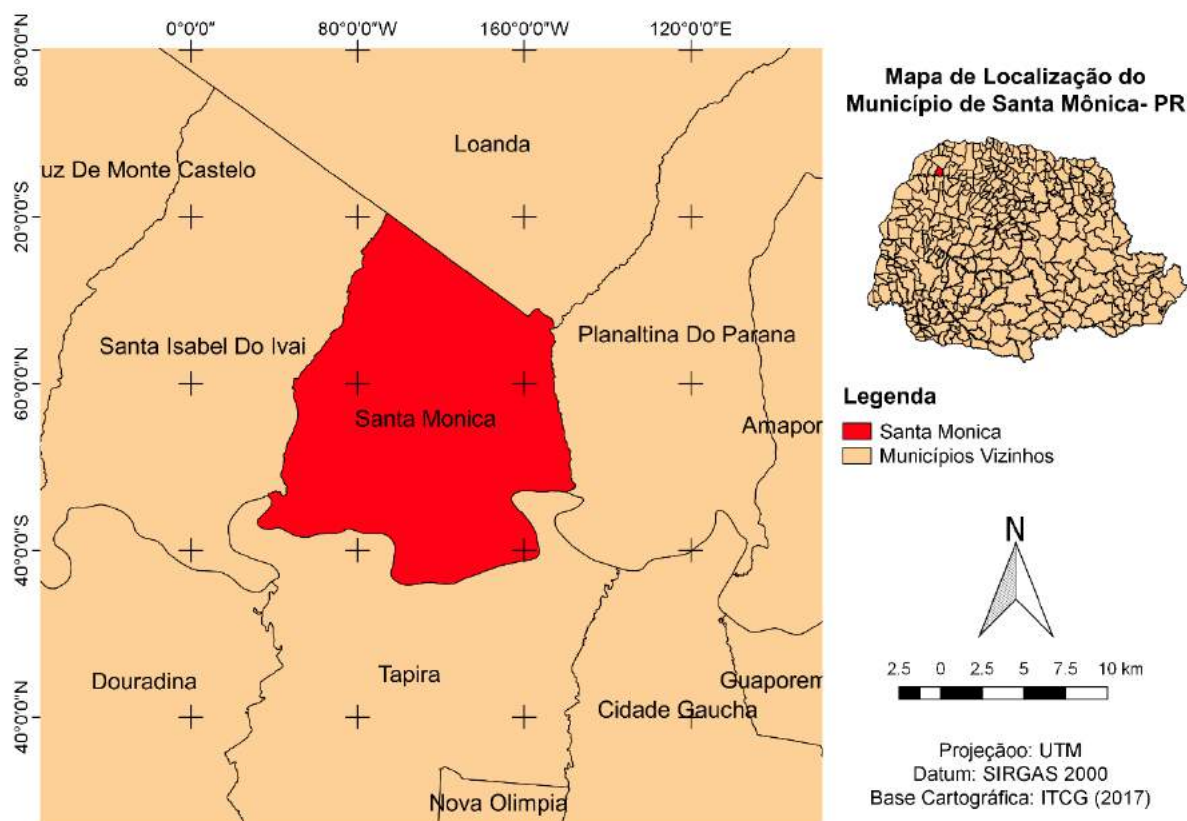 0°0'0"N
80°0'0"W
160°0'0"W
120°0'0"E
80°0'0"N
20°0'0"S
60°0'0"N
40°0'0"S
40°0'0"N
Loanda
uz De Monte Castelo
Planaltina Do Parana
Santa Isabel Do Ivai
Santa Monica
Amapor
Tapira
Douradina
Guaporem
Cidade Gaucha
Nova Olimpia
Mapa de Localização do
Município de Santa Mônica- PR
Legenda
Santa Monica
Municípios Vizinhos
N
2.5 0 2.5 5 7.5 10 km
Projeçãoo: UTM
Datum: SIRGAS 2000
Base Cartográfica: ITCG (2017)